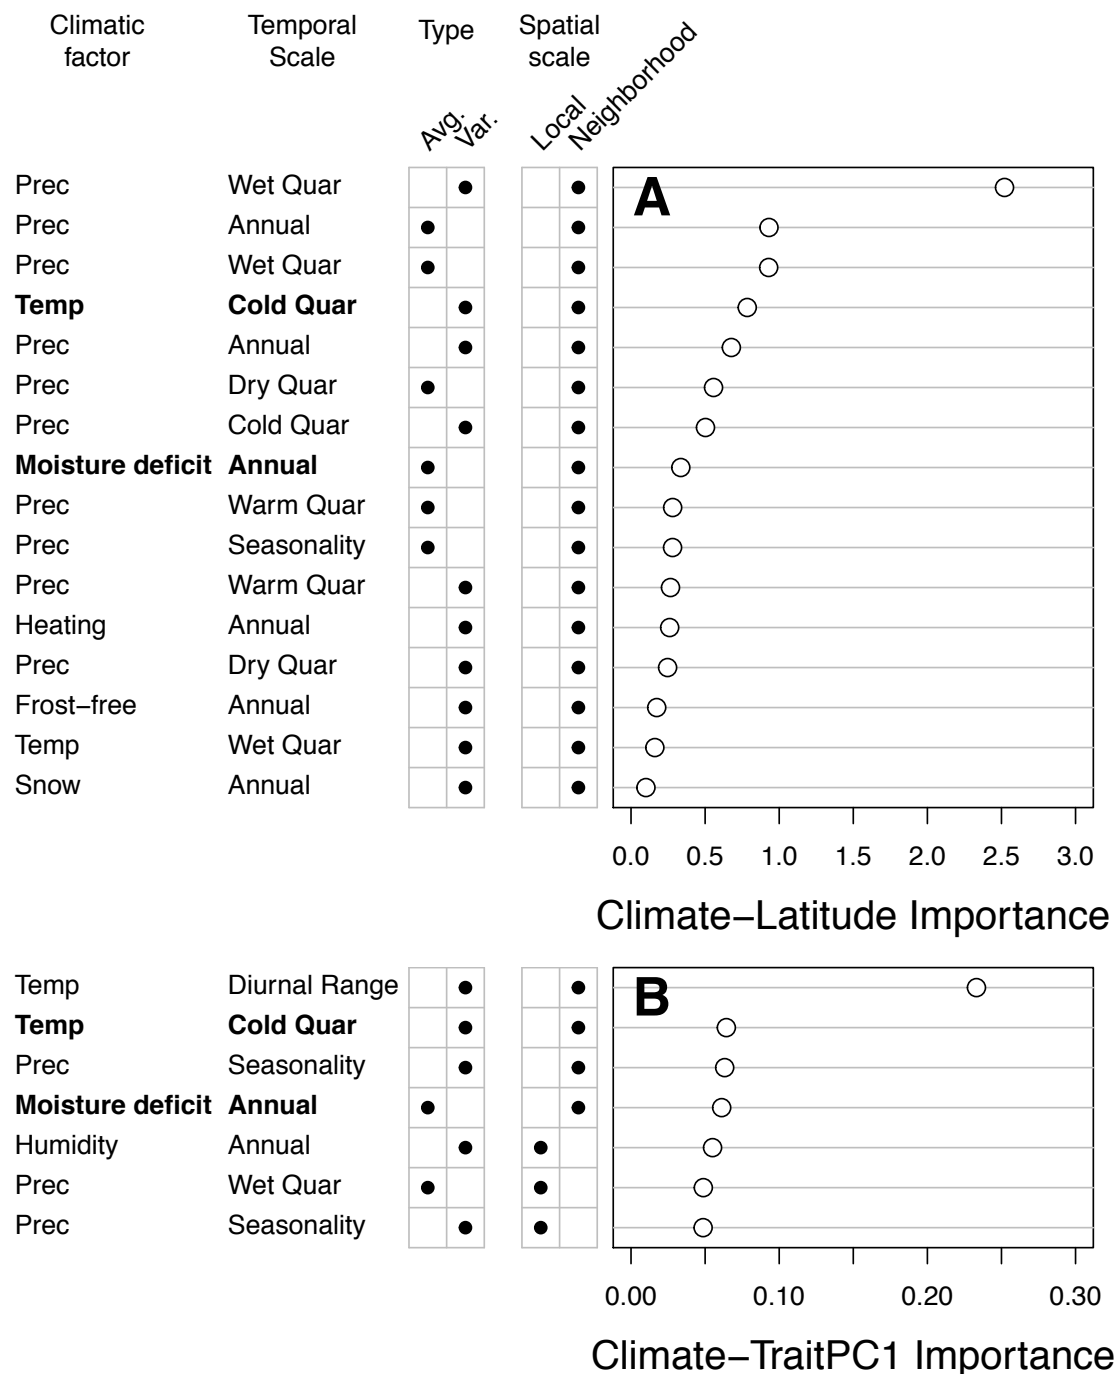 Climatic factor
Temporal Scale
Type
Spatial scale
Avg.
Var.
Local
Neighborhood
A
Prec Wet Quar
Prec Annual
Prec Wet Quar
Temp Cold Quar
Prec Annual
Prec Dry Quar
Prec Cold Quar
Moisture deficit Annual
Prec Warm Quar
Prec Seasonality
Prec Warm Quar
Heating Annual
Prec Dry Quar
Frost−free Annual
Temp Wet Quar
Snow Annual
0.0 0.5 1.0 1.5 2.0 2.5 3.0
Climate−Latitude Importance
B
Temp Diurnal Range
Temp Cold Quar
Prec Seasonality
Moisture deficit Annual
Humidity Annual
Prec Wet Quar
Prec Seasonality
0.00 0.10 0.20 0.30
Climate−TraitPC1 Importance